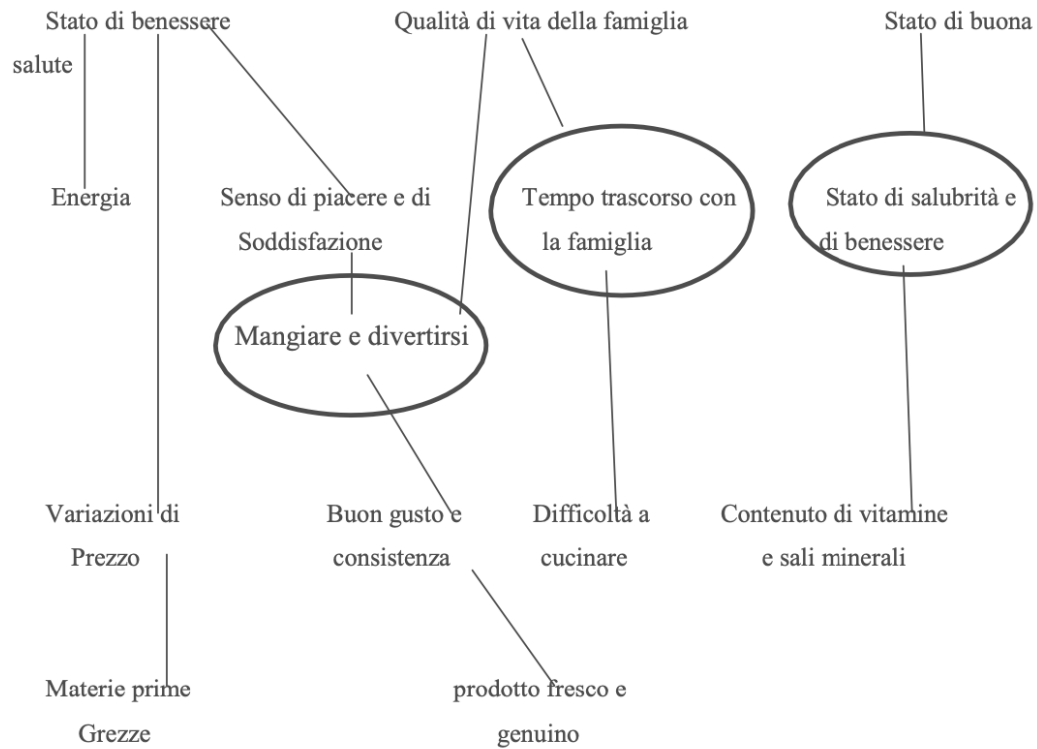 Stato di benessere Qualità di vita della famiglia Stato di buona
salute
Energia Senso di piacere e di Tempo trascorso con Stato di salubrità e
Soddisfazione la famiglia di benessere
Mangiare e divertirsi
Variazioni di Buon gusto e Difficoltà a Contenuto di vitamine
Prezzo consistenza cucinare e sali minerali
Materie prime prodotto fresco e
Grezze genuino